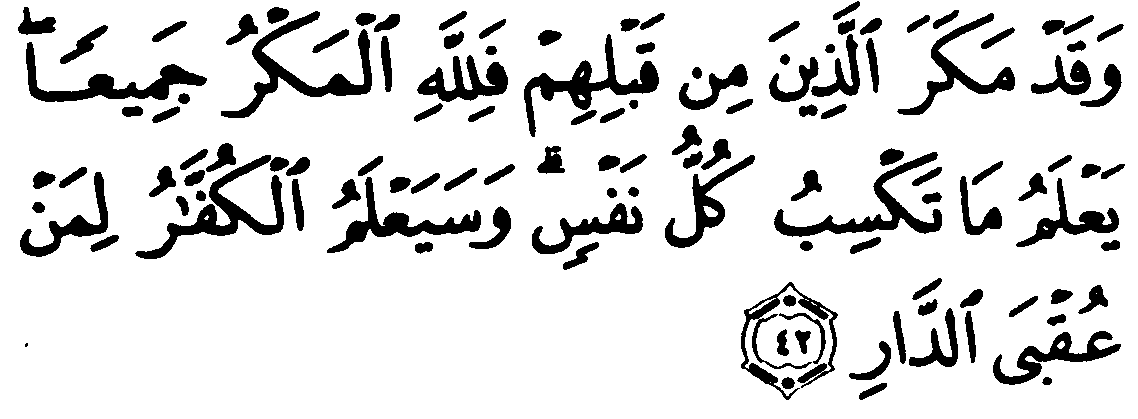 وَقَدْ مَكَرَ ٱلَّذِينَ مِن قَبْلِهِمْ فَلِلَّهِ ٱلْمَكْرُ جَمِيعًاۖ
يَعْلَمُ مَا تَكْسِبُ كُلُّ نَفْسٍۗ وَسَيَعْلَمُ ٱلْكُفَّٰرُ لِمَنْ
عُقْبَى ٱلدَّارِ ٤٢